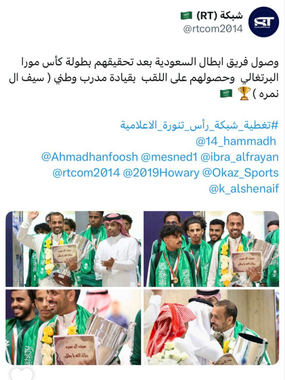 شبكة (RT) 🇸🇦
@rtcom2014
وصول فريق ابطال السعودية بعد تحقيقهم بطولة كأس مورا
البرتغالي وحصولهم على اللقب بقيادة مدرب وطني ( سيف ال
نمره )🏆 🇸🇦
#تغطية_شبكة_رأس_تنورة_الاعلامية
@14_hammadh
@Ahmadhanfoosh @mesned1 @ibra_alfrayan
@rtcom2014 @2019Howary @Okaz_Sports
@k_alshenaif